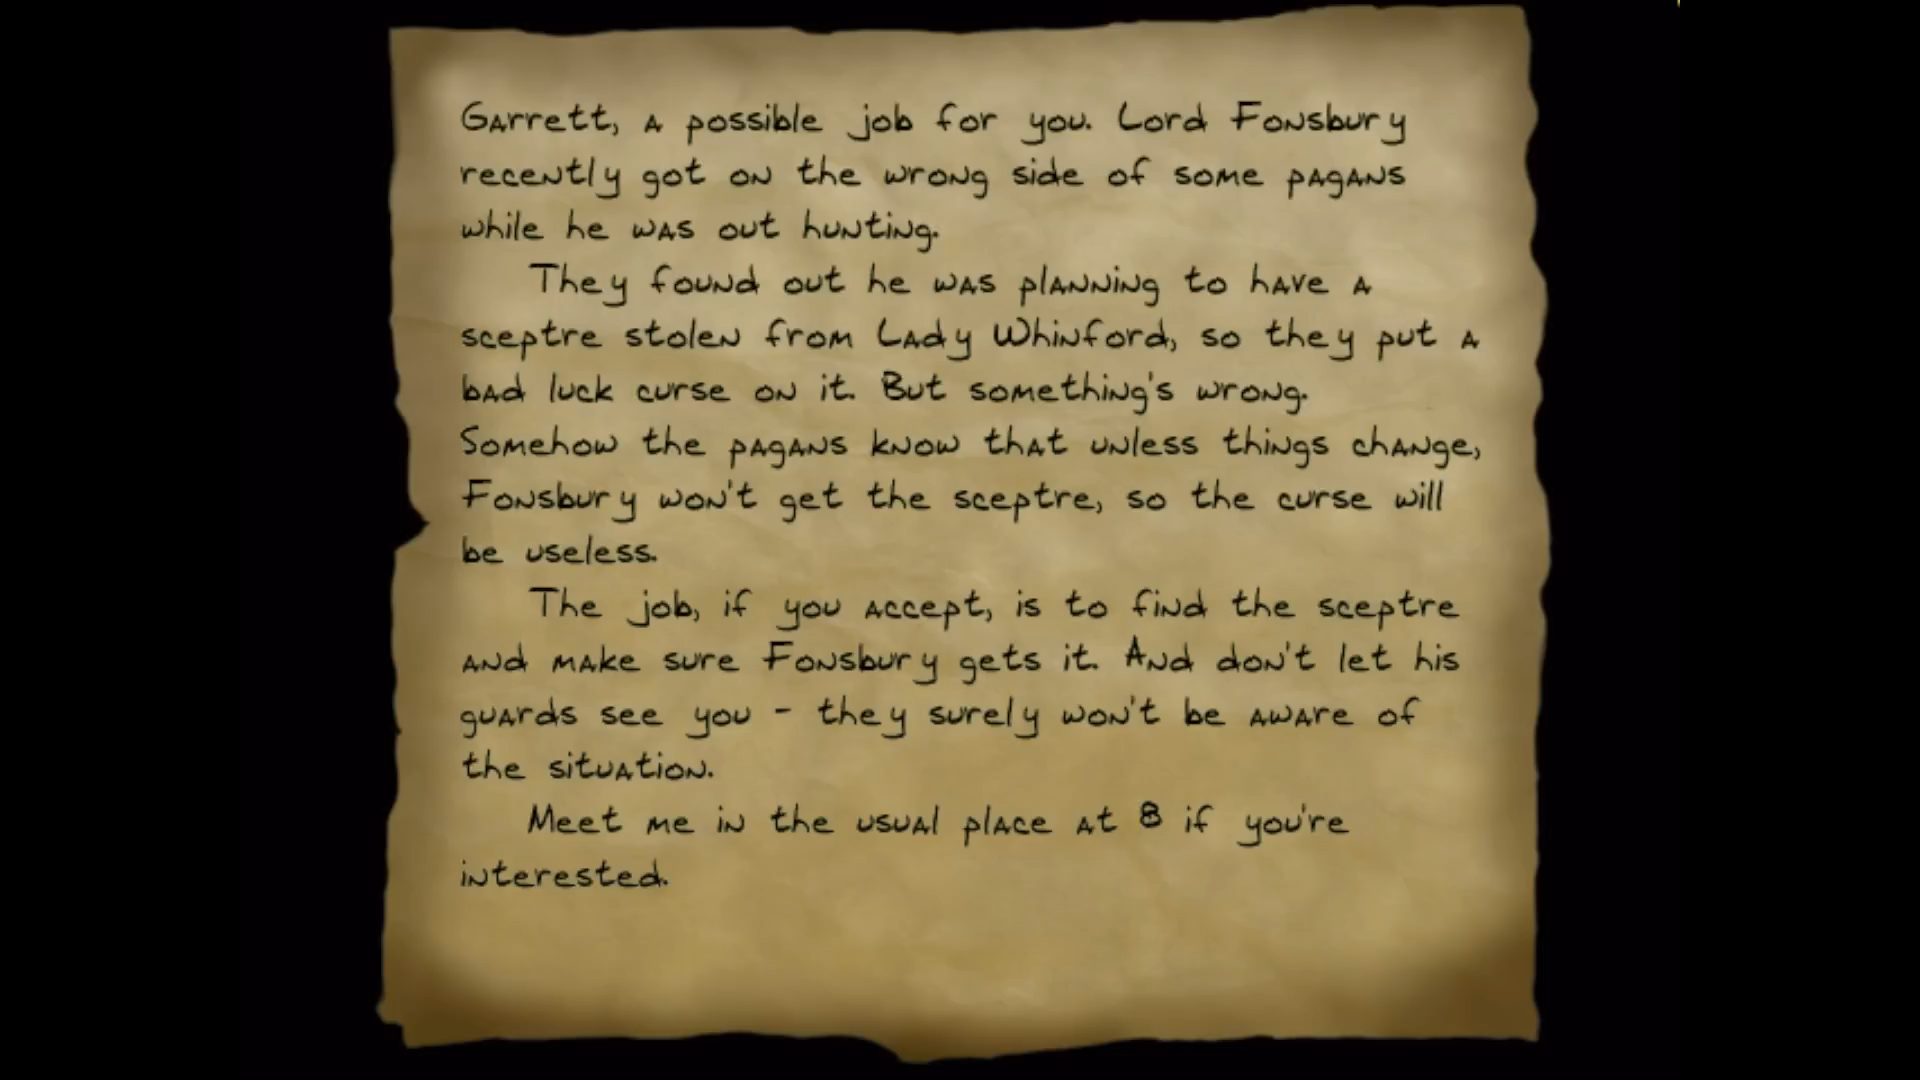 Garrett, a possible job for you. Lord Fonsbury
recently got on the wrong side of some pagans
while he was out hunting.
They found out he was planning to have a
sceptre stolen from Lady Whinford, so they put a
bad luck curse on it. But something's wrong.
Somehow the pagans know that unless things change,
Fonsbury won't get the sceptre, so the curse will
be useless.
The job, if you accept, is to find the sceptre
and make sure Fonsbury gets it. And don't let his
guards see you - they surely won't be aware of
the situation.
Meet me in the usual place at 8 if you're
interested.